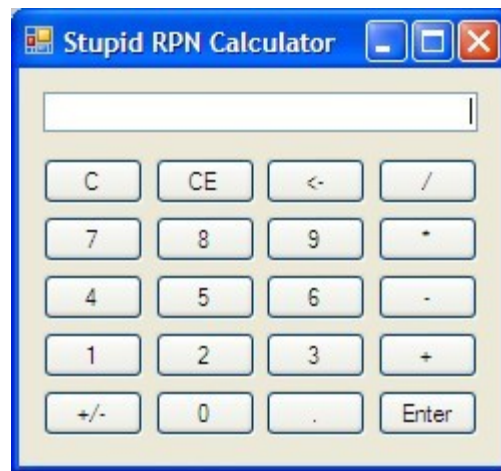 Stupid RPN Calculator
C CE <- /
7 8 9 *
4 5 6 -
1 2 3 +
+/- 0 . Enter